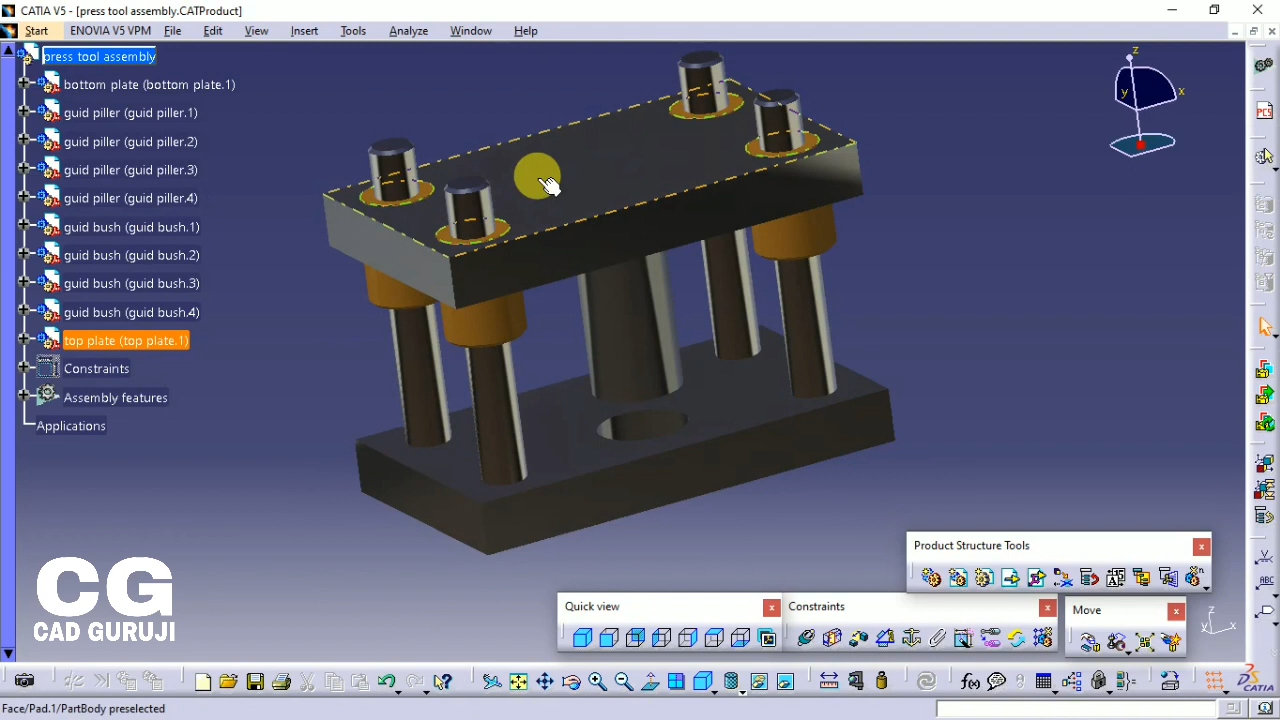 CATIA V5 - [press tool assembly.CATProduct]
Start ENOVIA V5 VPM File Edit View Insert Tools Analyze Window Help
press tool assembly
bottom plate (bottom plate.1)
guid piller (guid piller.1)
guid piller (guid piller.2)
guid piller (guid piller.3)
guid piller (guid piller.4)
guid bush (guid bush.1)
guid bush (guid bush.2)
guid bush (guid bush.3)
guid bush (guid bush.4)
top plate (top plate.1)
Constraints
Assembly features
Applications
z
y x
PCS
ABC
Product Structure Tools
Quick view
Constraints
Move
z
y x
CG
CAD GURUJI
f(x)
CATIA
Face/Pad.1/PartBody preselected